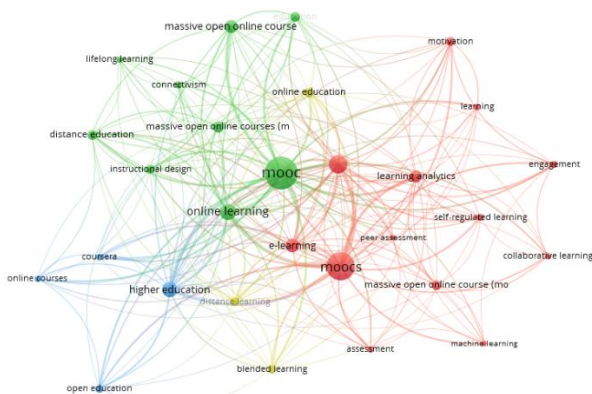 massive open online course
motivation
lifelong learning
connectivism
online education
learning
distance education
massive open online courses (m
instructional design
mooc
learning analytics
engagement
online learning
self-regulated learning
e-learning
peer assessment
coursera
collaborative learning
online courses
moocs
higher education
massive open online course (mo
distance learning
assessment
machine learning
blended learning
open education